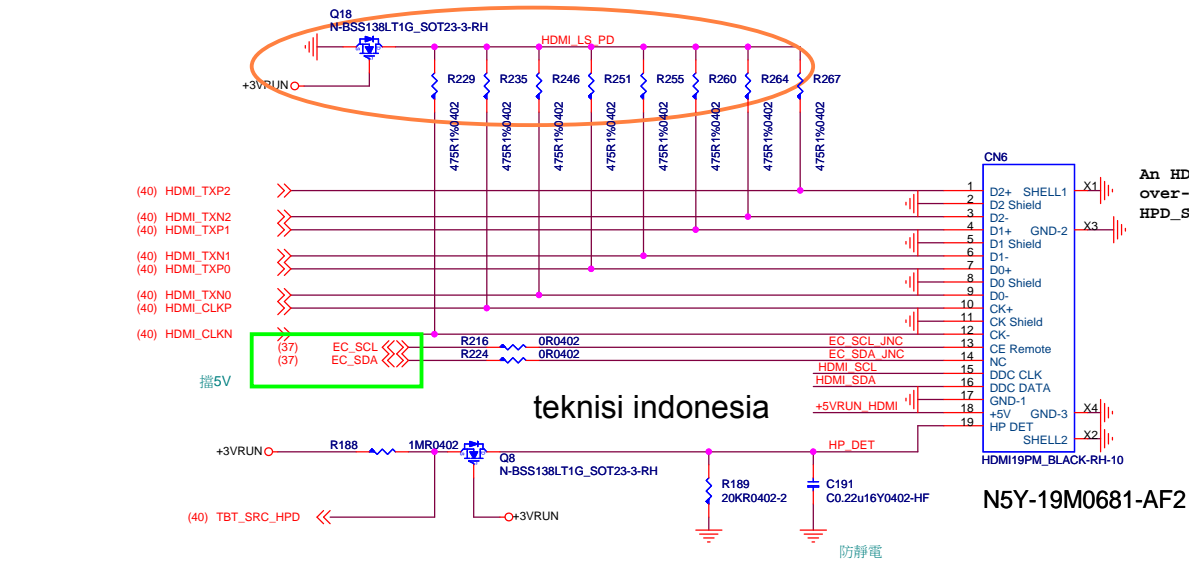 Q18
N-BSS138LT1G_SOT23-3-RH
HDMI_LS_PD
+3VRUN
R229 R235 R246 R251 R255 R260 R264 R267
475R1%0402 475R1%0402 475R1%0402 475R1%0402 475R1%0402 475R1%0402 475R1%0402 475R1%0402
CN6
(40) HDMI_TXP2
(40) HDMI_TXN2
(40) HDMI_TXP1
(40) HDMI_TXN1
(40) HDMI_TXP0
(40) HDMI_TXN0
(40) HDMI_CLKP
(40) HDMI_CLKN
(37) EC_SCL
(37) EC_SDA
擋5V
R216 0R0402
R224 0R0402
EC_SCL_JNC
EC_SDA_JNC
HDMI_SCL
HDMI_SDA
+5VRUN_HDMI
HP_DET
1 D2+ SHELL1 X1
2 D2 Shield
3 D2-
4 D1+ GND-2 X3
5 D1 Shield
6 D1-
7 D0+
8 D0 Shield
9 D0-
10 CK+
11 CK Shield
12 CK-
13 CE Remote
14 NC
15 DDC CLK
16 DDC DATA
17 GND-1
18 +5V GND-3 X4
19 HP DET
SHELL2 X2
HDMI19PM_BLACK-RH-10
N5Y-19M0681-AF2
An HD
over-
HPD_S
teknisi indonesia
+3VRUN
R188 1MR0402
Q8
N-BSS138LT1G_SOT23-3-RH
+3VRUN
(40) TBT_SRC_HPD
R189
20KR0402-2
C191
C0.22u16Y0402-HF
防靜電